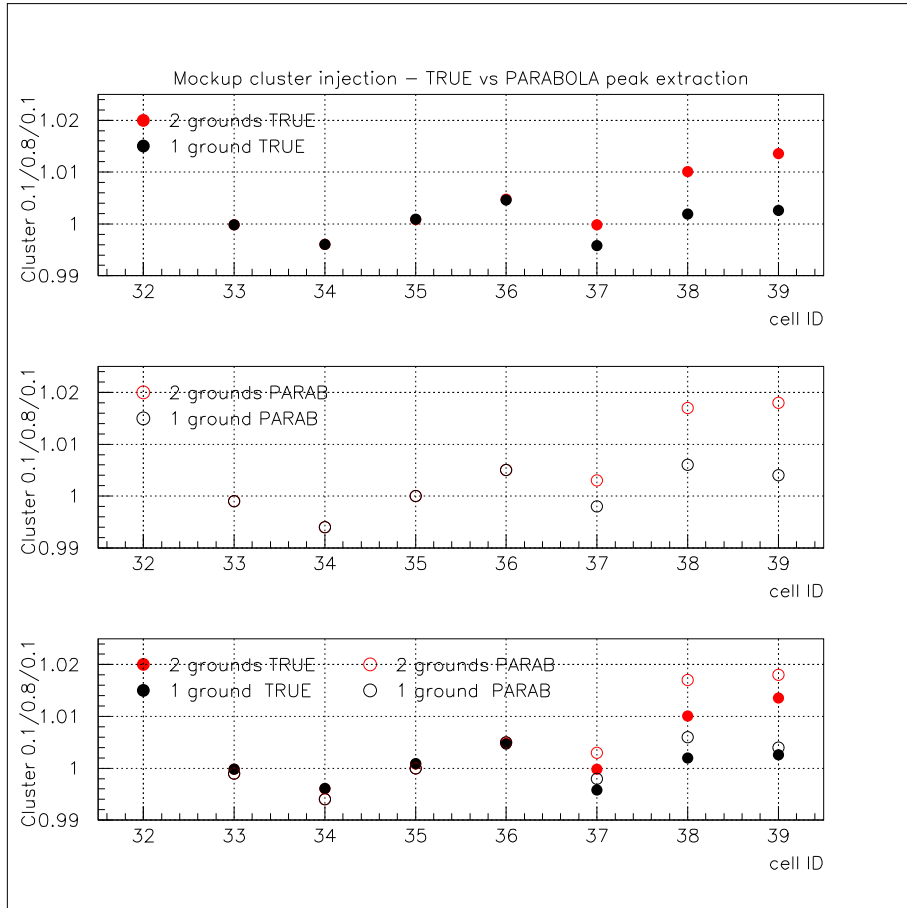 Mockup cluster injection – TRUE vs PARABOLA peak extraction
Cluster 0.1/0.8/0.1
1.02
1.01
1
0.99
2 grounds TRUE
1 ground TRUE
32 33 34 35 36 37 38 39
cell ID
Cluster 0.1/0.8/0.1
1.02
1.01
1
0.99
2 grounds PARAB
1 ground PARAB
32 33 34 35 36 37 38 39
cell ID
Cluster 0.1/0.8/0.1
1.02
1.01
1
0.99
2 grounds TRUE 2 grounds PARAB
1 ground TRUE 1 ground PARAB
32 33 34 35 36 37 38 39
cell ID